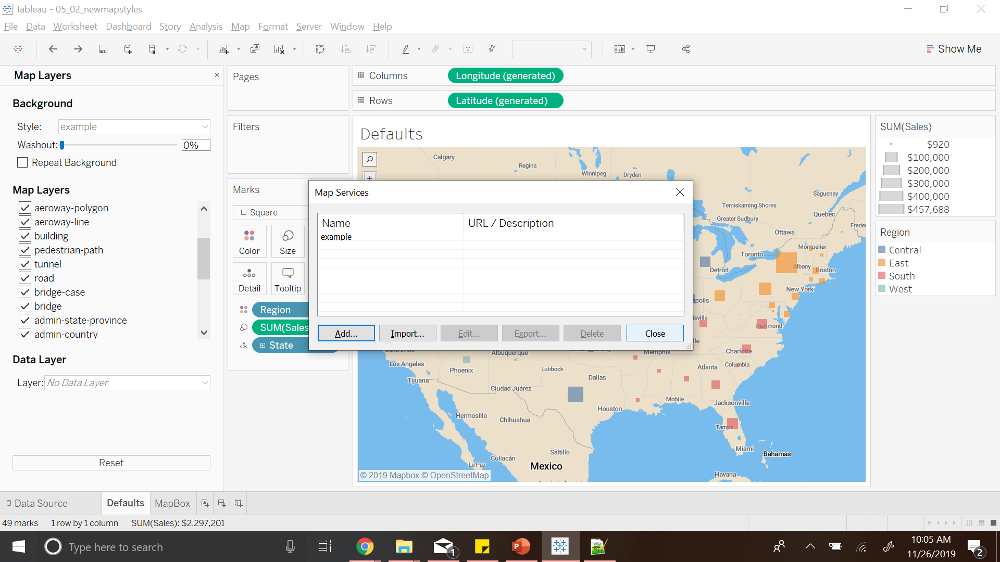 Tableau - 05_02_newmapstyles
File Data Worksheet Dashboard Story Analysis Map Format Server Window Help
Show Me
Map Layers
Background
Style: example
Washout: 0%
Repeat Background
Map Layers
aeroway-polygon
aeroway-line
building
pedestrian-path
tunnel
road
bridge-case
bridge
admin-state-province
admin-country
Data Layer
Layer: No Data Layer
Reset
Pages
Filters
Marks
Square
Color Size
Detail Tooltip
Region
SUM(Sales
State
Columns Longitude (generated)
Rows Latitude (generated)
Defaults
Calgary
Regina
Winnipeg
Dryden
Map Services
Name URL / Description
example
Add... Import... Edit... Export... Delete Close
Saguenay
Temiskaming Shores
Quebec
Greater Sudbury
Frede
Ottawa
Montpelier
Toronto
Albany
Boston
Detroit
New York
polis
sville
Richmond
lle
Memphis
Charlotte
Albuquerque
Los Angeles
Phoenix
Lubbock
Atlanta
Columbia
Dallas
Tijuana
Ciudad Juárez
Mobile
Jacksonville
Houston
Hermosillo
Chihuahua
Tampa
Miami
Bahamas
Saltillo
Culiacán
La Paz
Mexico
Havana
© 2019 Mapbox © OpenStreetMap
SUM(Sales)
$920
$100,000
$200,000
$300,000
$400,000
$457,688
Region
Central
East
South
West
Data Source Defaults MapBox
49 marks 1 row by 1 column SUM(Sales): $2,297,201
Type here to search
1
10:05 AM
11/26/2019
2